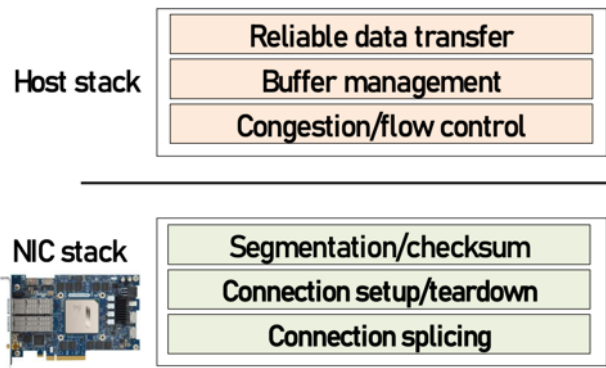 Host stack
Reliable data transfer
Buffer management
Congestion/flow control
NIC stack
Segmentation/checksum
Connection setup/teardown
Connection splicing